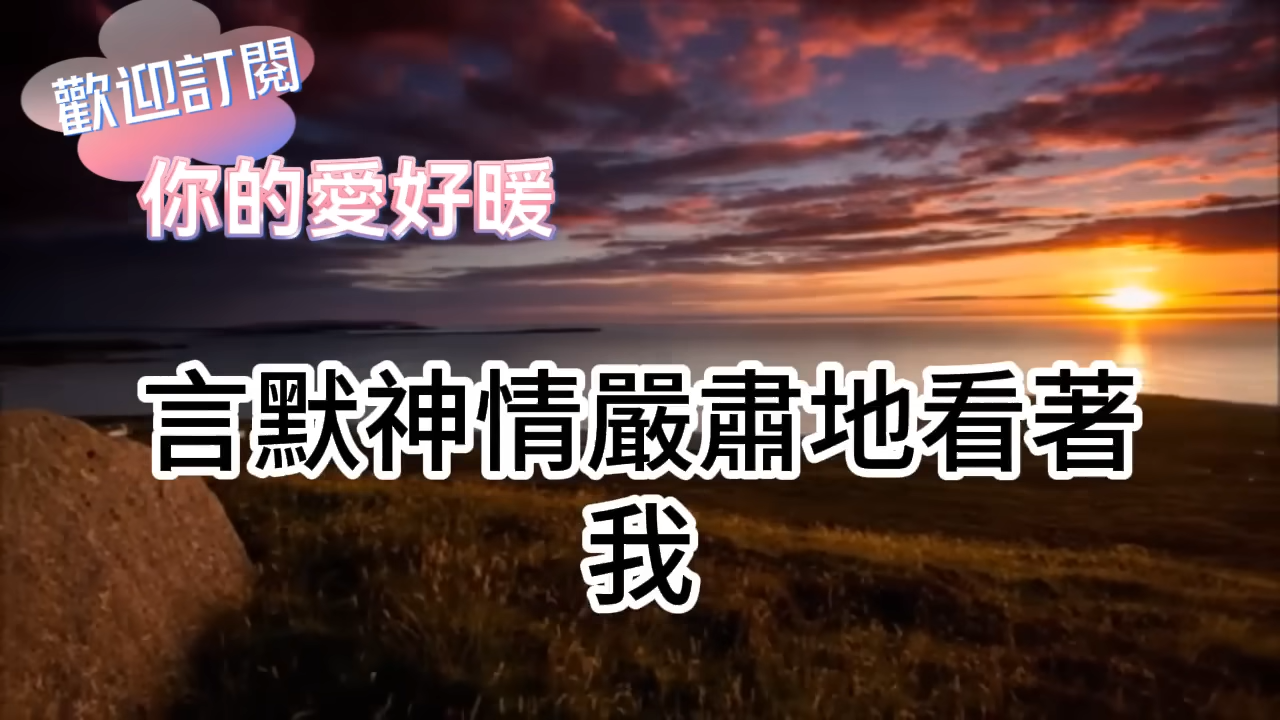 歡迎訂閱
你的愛好暖
言默神情嚴肅地看著
我